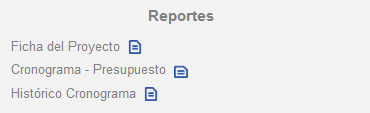 Reportes
Ficha del Proyecto
Cronograma - Presupuesto
Histórico Cronograma